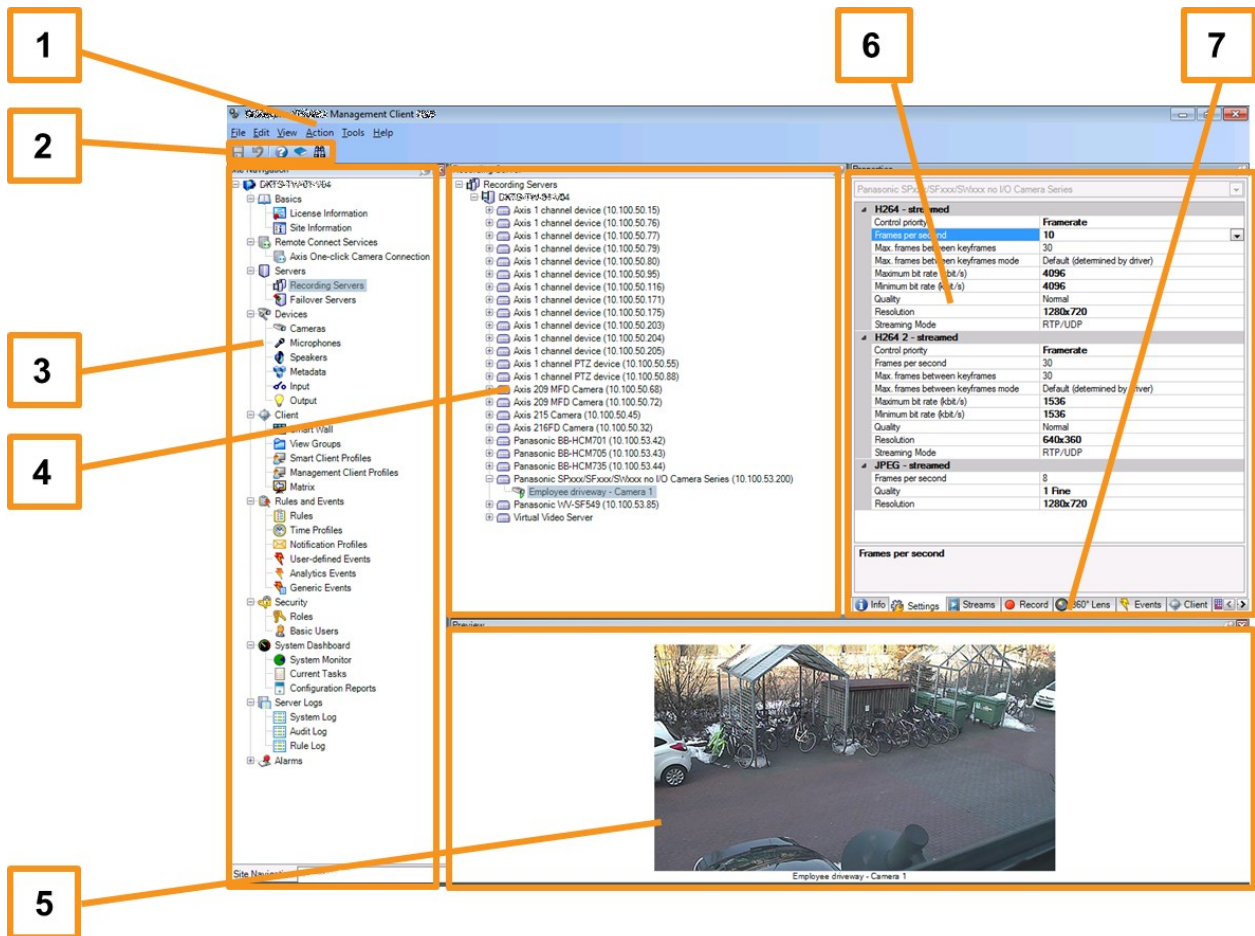 1
6
7
2
Management Client
File Edit View Action Tools Help
Site Navigation
Basics
License Information
Site Information
Remote Connect Services
Axis One-click Camera Connection
Servers
Recording Servers
Failover Servers
Devices
Cameras
3
Microphones
Speakers
Metadata
Input
Output
Client
Smart Wall
4
View Groups
Smart Client Profiles
Management Client Profiles
Matrix
Rules and Events
Rules
Time Profiles
Notification Profiles
User-defined Events
Analytics Events
Generic Events
Security
Roles
Basic Users
System Dashboard
System Monitor
Current Tasks
Configuration Reports
Server Logs
System Log
Audit Log
Rule Log
Alarms
Site Navigation
5
Recording Server
Recording Servers
Axis 1 channel device (10.100.50.15)
Axis 1 channel device (10.100.50.76)
Axis 1 channel device (10.100.50.77)
Axis 1 channel device (10.100.50.79)
Axis 1 channel device (10.100.50.80)
Axis 1 channel device (10.100.50.95)
Axis 1 channel device (10.100.50.116)
Axis 1 channel device (10.100.50.171)
Axis 1 channel device (10.100.50.175)
Axis 1 channel device (10.100.50.203)
Axis 1 channel device (10.100.50.204)
Axis 1 channel device (10.100.50.205)
Axis 1 channel PTZ device (10.100.50.55)
Axis 1 channel PTZ device (10.100.50.88)
Axis 209 MFD Camera (10.100.50.68)
Axis 209 MFD Camera (10.100.50.72)
Axis 215 Camera (10.100.50.45)
Axis 216FD Camera (10.100.50.32)
Panasonic BB-HCM701 (10.100.53.42)
Panasonic BB-HCM705 (10.100.53.43)
Panasonic BB-HCM735 (10.100.53.44)
Panasonic SPxxx/SFxxx/SWxxx no I/O Camera Series (10.100.53.200)
Employee driveway - Camera 1
Panasonic WV-SF549 (10.100.53.85)
Virtual Video Server
Properties
Panasonic SPxxx/SFxxx/SWxxx no I/O Camera Series
H264 - streamed
Control priority Framerate
Frames per second 10
Max. frames between keyframes 30
Max. frames between keyframes mode Default (determined by driver)
Maximum bit rate (kbit/s) 4096
Minimum bit rate (kbit/s) 4096
Quality Normal
Resolution 1280x720
Streaming Mode RTP/UDP
H264 2 - streamed
Control priority Framerate
Frames per second 30
Max. frames between keyframes 30
Max. frames between keyframes mode Default (determined by driver)
Maximum bit rate (kbit/s) 1536
Minimum bit rate (kbit/s) 1536
Quality Normal
Resolution 640x360
Streaming Mode RTP/UDP
JPEG - streamed
Frames per second 8
Quality 1 Fine
Resolution 1280x720
Frames per second
Info Settings Streams Record 360° Lens Events Client
Preview
Employee driveway - Camera 1